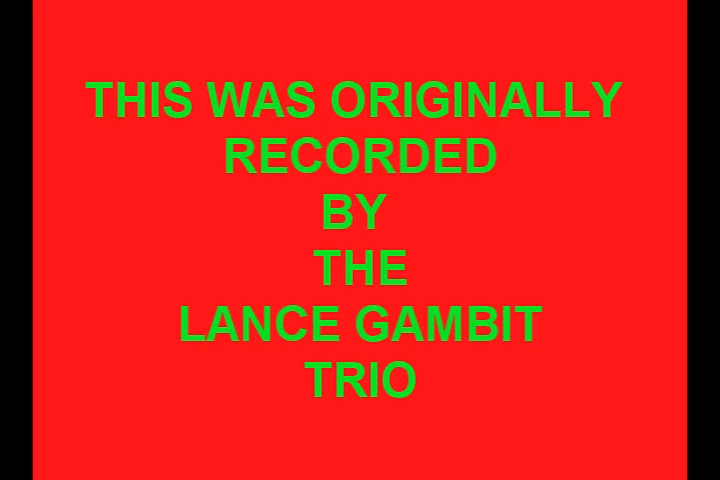 THIS WAS ORIGINALLY
RECORDED
BY
THE
LANCE GAMBIT
TRIO